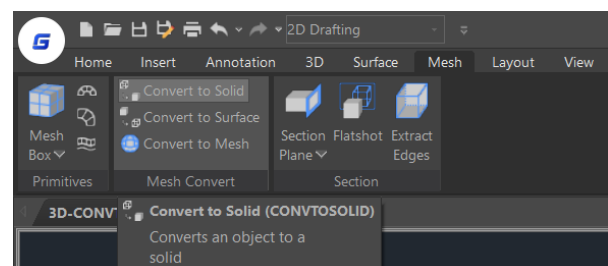 2D Drafting
Home Insert Annotation 3D Surface Mesh Layout View
Convert to Solid
Convert to Surface
Convert to Mesh
Mesh
Box
Section
Plane
Flatshot
Extract
Edges
Primitives Mesh Convert Section
3D-CONV
Convert to Solid (CONVTOSOLID)
Converts an object to a
solid